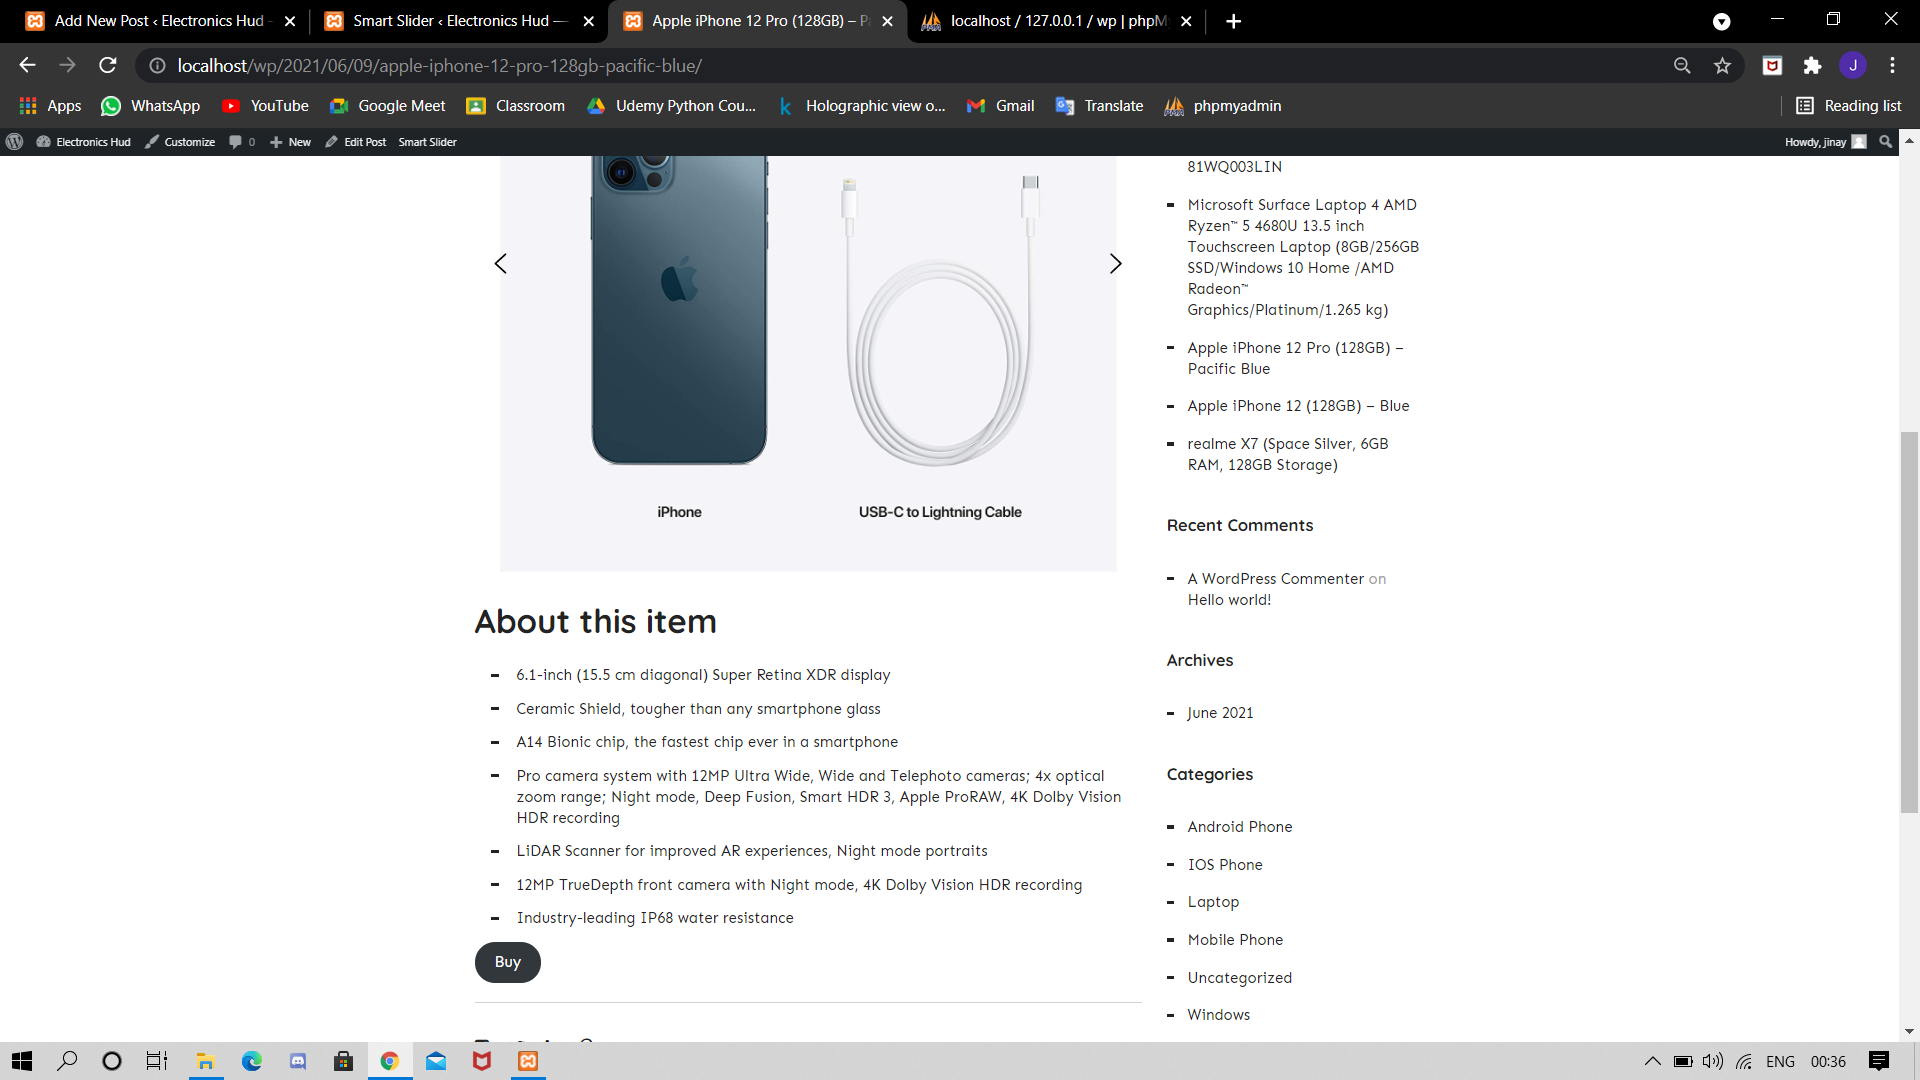 Add New Post ‹ Electronics Hud -
Smart Slider ‹ Electronics Hud —
Apple iPhone 12 Pro (128GB) – Pa
localhost / 127.0.0.1 / wp | phpM
localhost/wp/2021/06/09/apple-iphone-12-pro-128gb-pacific-blue/
J
Apps
WhatsApp
YouTube
Google Meet
Classroom
Udemy Python Cou...
Holographic view o...
Gmail
Translate
phpmyadmin
Reading list
Electronics Hud
Customize
0
New
Edit Post
Smart Slider
Howdy, jinay
iPhone
USB-C to Lightning Cable
About this item
6.1-inch (15.5 cm diagonal) Super Retina XDR display
Ceramic Shield, tougher than any smartphone glass
A14 Bionic chip, the fastest chip ever in a smartphone
Pro camera system with 12MP Ultra Wide, Wide and Telephoto cameras; 4x optical
zoom range; Night mode, Deep Fusion, Smart HDR 3, Apple ProRAW, 4K Dolby Vision
HDR recording
LiDAR Scanner for improved AR experiences, Night mode portraits
12MP TrueDepth front camera with Night mode, 4K Dolby Vision HDR recording
Industry-leading IP68 water resistance
Buy
81WQ003LIN
Microsoft Surface Laptop 4 AMD
Ryzen™ 5 4680U 13.5 inch
Touchscreen Laptop (8GB/256GB
SSD/Windows 10 Home /AMD
Radeon™
Graphics/Platinum/1.265 kg)
Apple iPhone 12 Pro (128GB) –
Pacific Blue
Apple iPhone 12 (128GB) – Blue
realme X7 (Space Silver, 6GB
RAM, 128GB Storage)
Recent Comments
A WordPress Commenter on
Hello world!
Archives
June 2021
Categories
Android Phone
IOS Phone
Laptop
Mobile Phone
Uncategorized
Windows
ENG
00:36